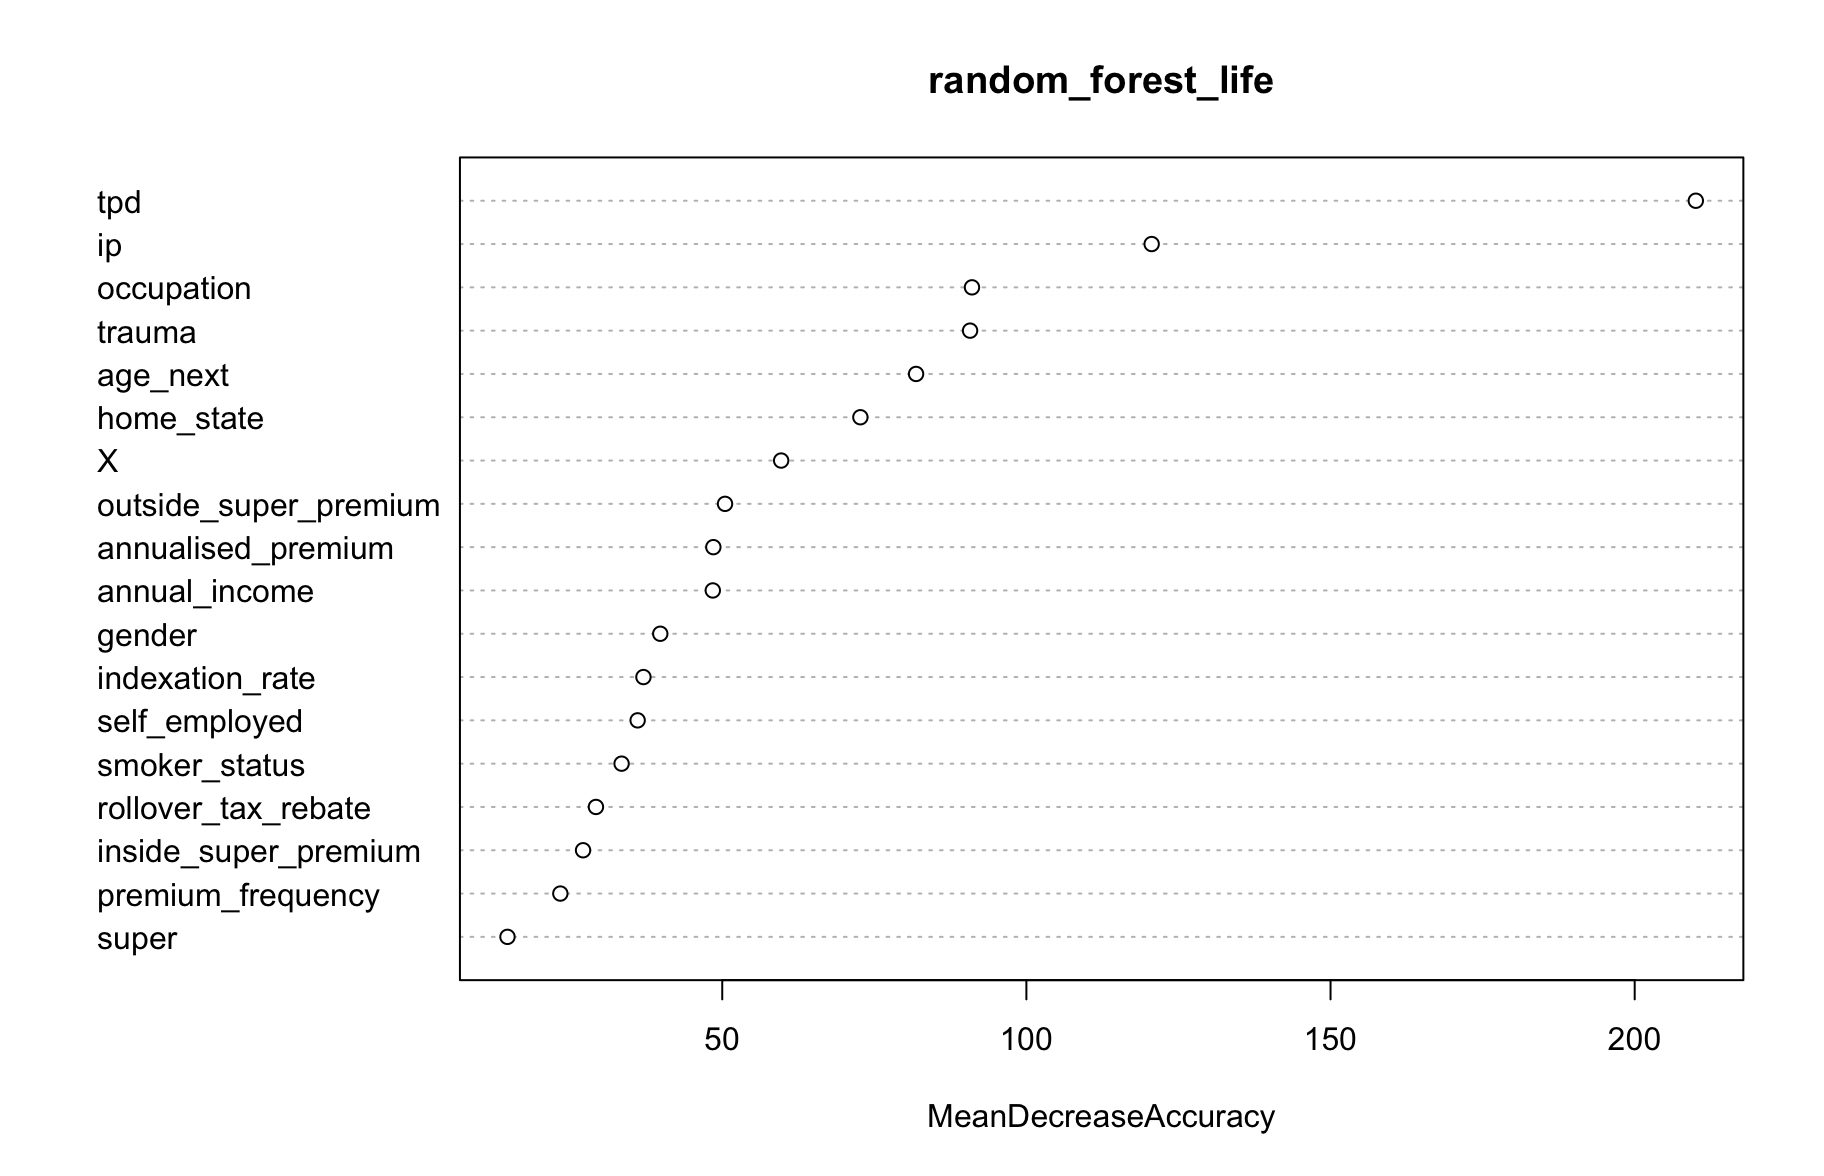 random_forest_life
tpd
ip
occupation
trauma
age_next
home_state
X
outside_super_premium
annualised_premium
annual_income
gender
indexation_rate
self_employed
smoker_status
rollover_tax_rebate
inside_super_premium
premium_frequency
super
50 100 150 200
MeanDecreaseAccuracy